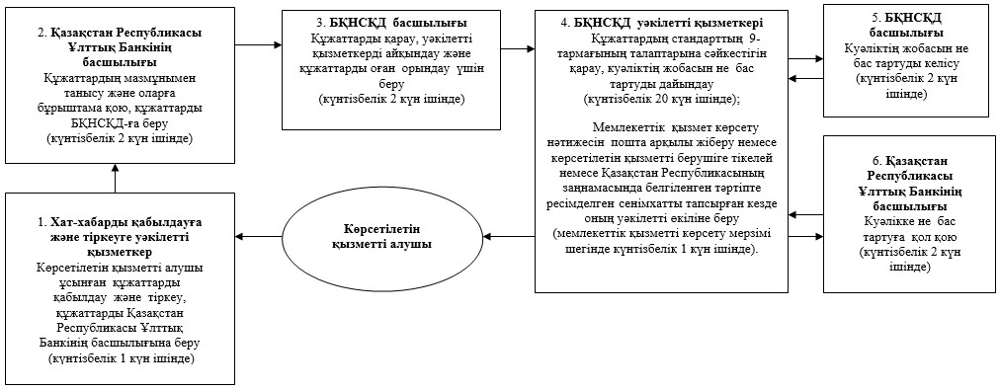 2. Қазақстан Республикасы
Ұлттық Банкінің
басшылығы
Құжаттардың мазмұнымен
танысу және оларға
бұрыштама қою, құжаттарды
БҚНСҚД-ға беру
(күнтізбелік 2 күн ішінде)
3. БҚНСҚД басшылығы
Құжаттарды қарау, уәкілетті
қызметкерді айқындау және
құжаттарды оған орындау үшін
беру
(күнтізбелік 2 күн ішінде)
4. БҚНСҚД уәкілетті қызметкері
Құжаттардың стандарттың 9-
тармағының талаптарына сәйкестігін
қарау, куәліктің жобасын не бас
тартуды дайындау
(күнтізбелік 20 күн ішінде);
Мемлекеттік қызмет көрсету
нәтижесін пошта арқылы жіберу немесе
көрсетілетін қызметті берушіге тікелей
немесе Қазақстан Республикасының
заңнамасында белгіленген тәртіпте
ресімделген сенімхатты тапсырған кезде
оның уәкілетті өкіліне беру
(мемлекеттік қызметті көрсету мерзімі
шегінде күнтізбелік 1 күн ішінде).
5. БҚНСҚД
басшылығы
Куәліктің жобасын не
бас тартуды келісу
(күнтізбелік 2 күн
ішінде)
6. Қазақстан
Республикасы
Ұлттық Банкінің
басшылығы
Куәлікке не бас
тартуға қол қою
(күнтізбелік 2 күн
ішінде)
1. Хат-хабарды қабылдауға
және тіркеуге уәкілетті
қызметкер
Көрсетілетін қызметті алушы
ұсынған құжаттарды
қабылдау және тіркеу,
құжаттарды Қазақстан
Республикасы Ұлттық
Банкінің басшылығына беру
(күнтізбелік 1 күн ішінде)
Көрсетілетін
қызметті алушы